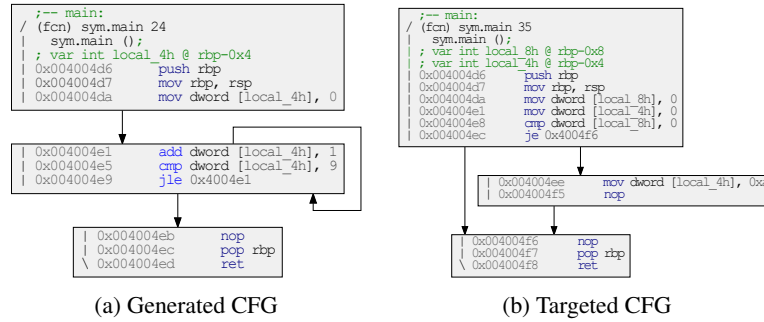 ;-- main:
/ (fcn) sym.main 24
| sym.main ();
| ; var int local_4h @ rbp-0x4
| 0x004004d6 push rbp
| 0x004004d7 mov rbp, rsp
| 0x004004da mov dword [local_4h], 0
| 0x004004e1 add dword [local_4h], 1
| 0x004004e5 cmp dword [local_4h], 9
| 0x004004e9 jle 0x4004e1
| 0x004004eb nop
| 0x004004ec pop rbp
\ 0x004004ed ret
(a) Generated CFG
;-- main:
/ (fcn) sym.main 35
| sym.main ();
| ; var int local_8h @ rbp-0x8
| ; var int local_4h @ rbp-0x4
| 0x004004d6 push rbp
| 0x004004d7 mov rbp, rsp
| 0x004004da mov dword [local_8h], 0
| 0x004004e1 mov dword [local_4h], 0
| 0x004004e8 cmp dword [local_8h], 0
| 0x004004ec je 0x4004f6
| 0x004004ee mov dword [local_4h], 0xa
| 0x004004f5 nop
| 0x004004f6 nop
| 0x004004f7 pop rbp
\ 0x004004f8 ret
(b) Targeted CFG